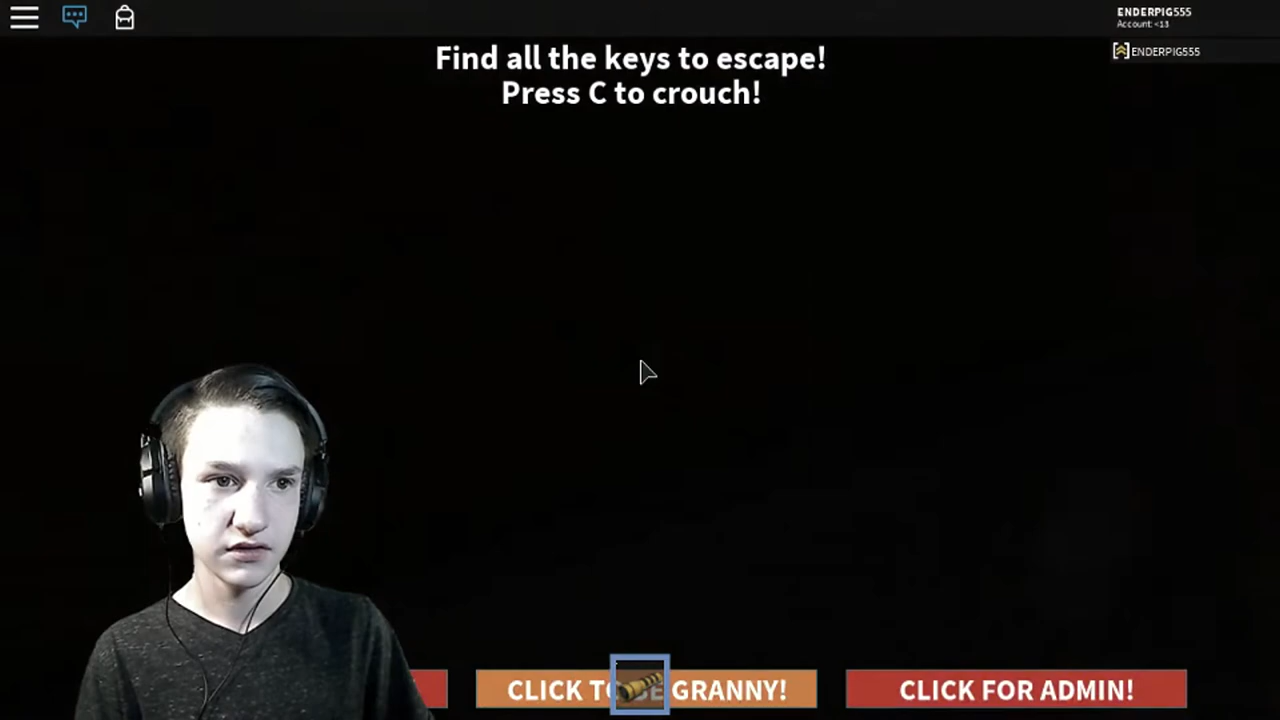 ENDERPIG555
Account: <13
ENDERPIG555
Find all the keys to escape!
Press C to crouch!
CLICK TO BE GRANNY!
CLICK FOR ADMIN!